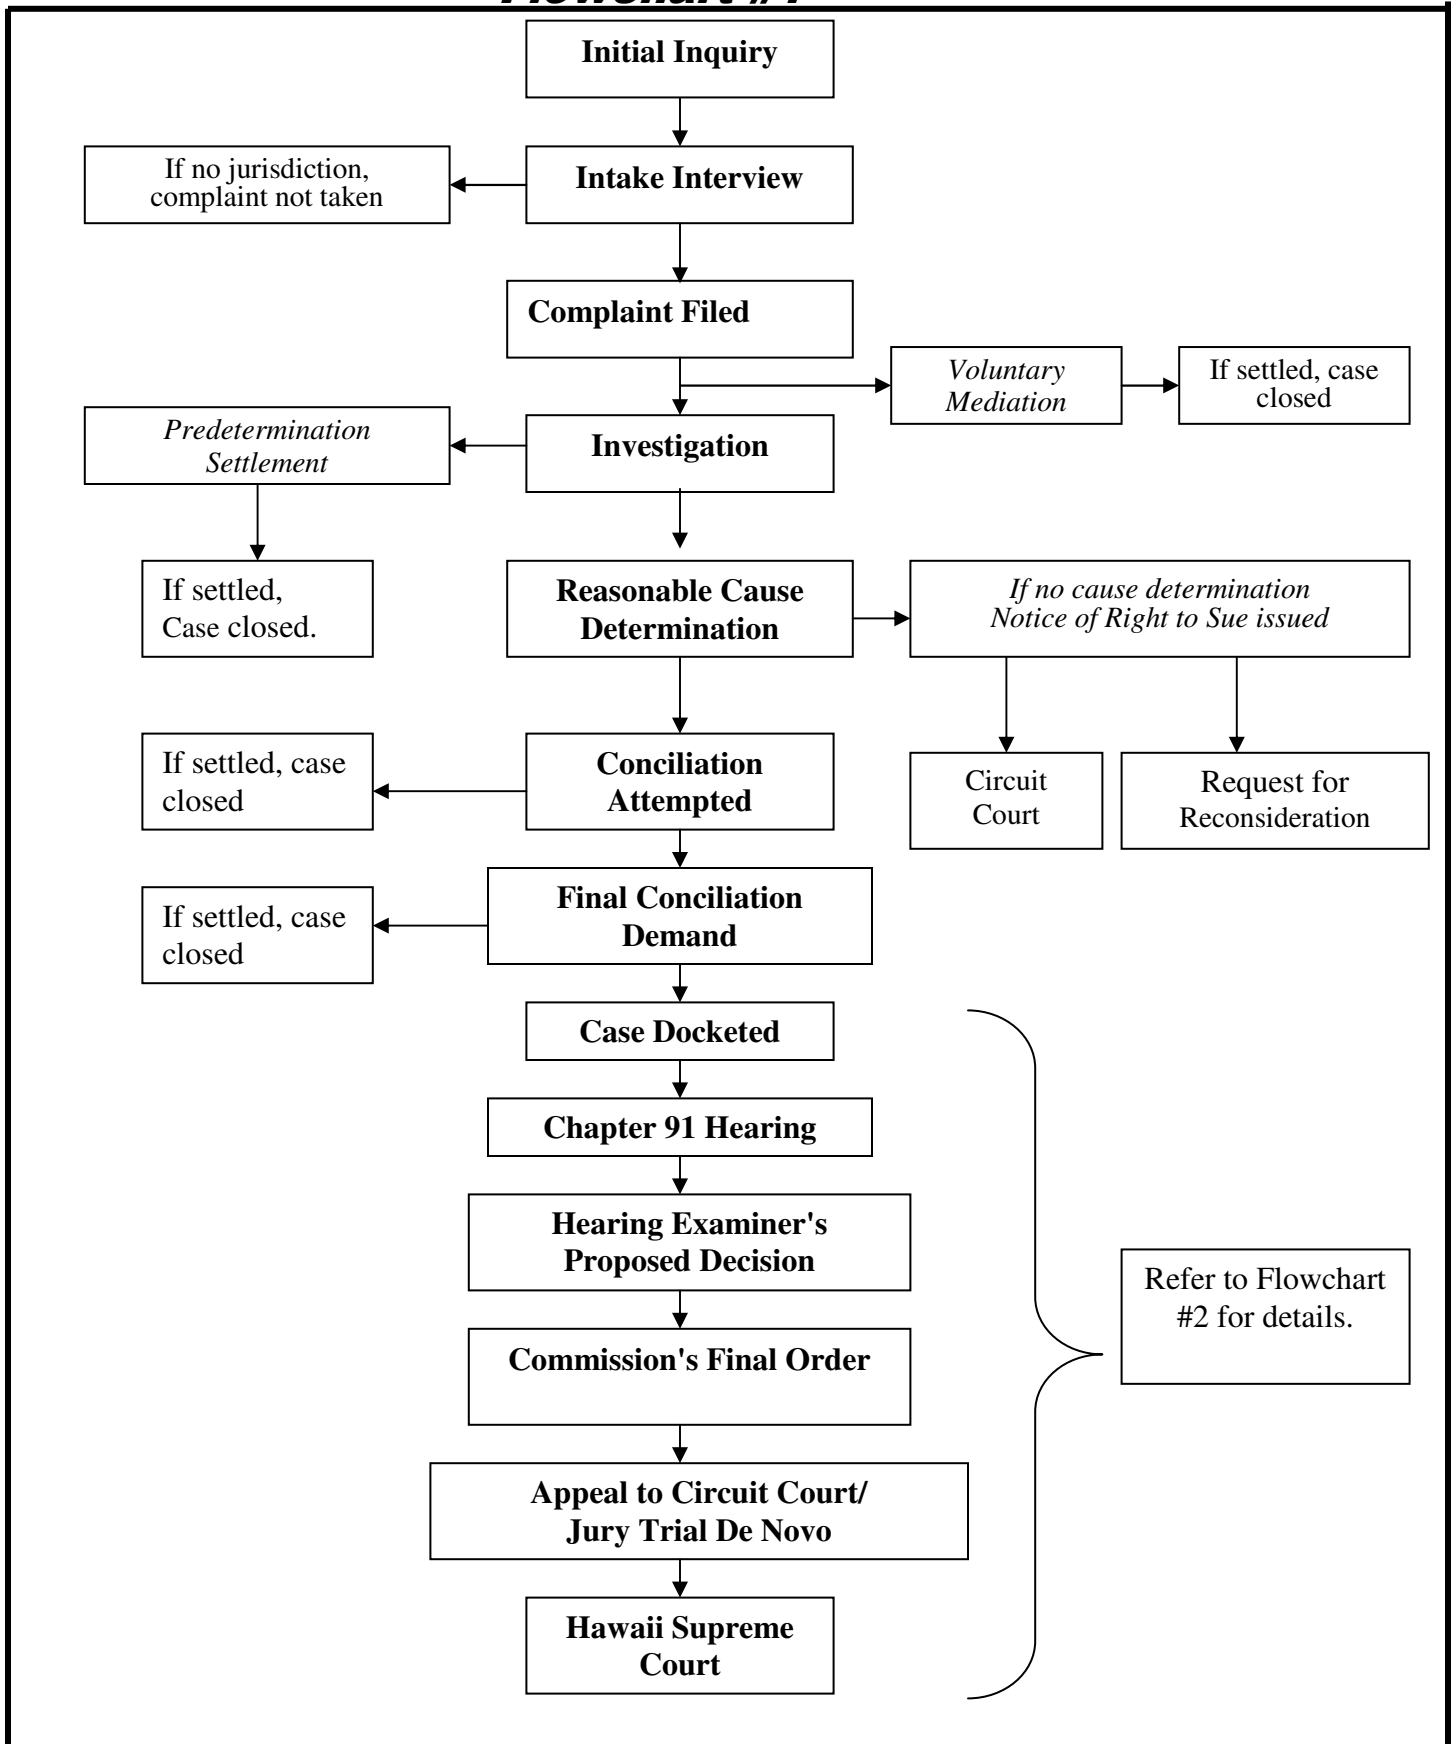 Initial Inquiry
If no jurisdiction,
complaint not taken
Intake Interview
Complaint Filed
Voluntary
Mediation
If settled, case
closed
Predetermination
Settlement
Investigation
If settled,
Case closed.
Reasonable Cause
Determination
If no cause determination
Notice of Right to Sue issued
If settled, case
closed
Conciliation
Attempted
Circuit
Court
Request for
Reconsideration
If settled, case
closed
Final Conciliation
Demand
Case Docketed
Chapter 91 Hearing
Hearing Examiner's
Proposed Decision
Refer to Flowchart
#2 for details.
Commission's Final Order
Appeal to Circuit Court/
Jury Trial De Novo
Hawaii Supreme
Court